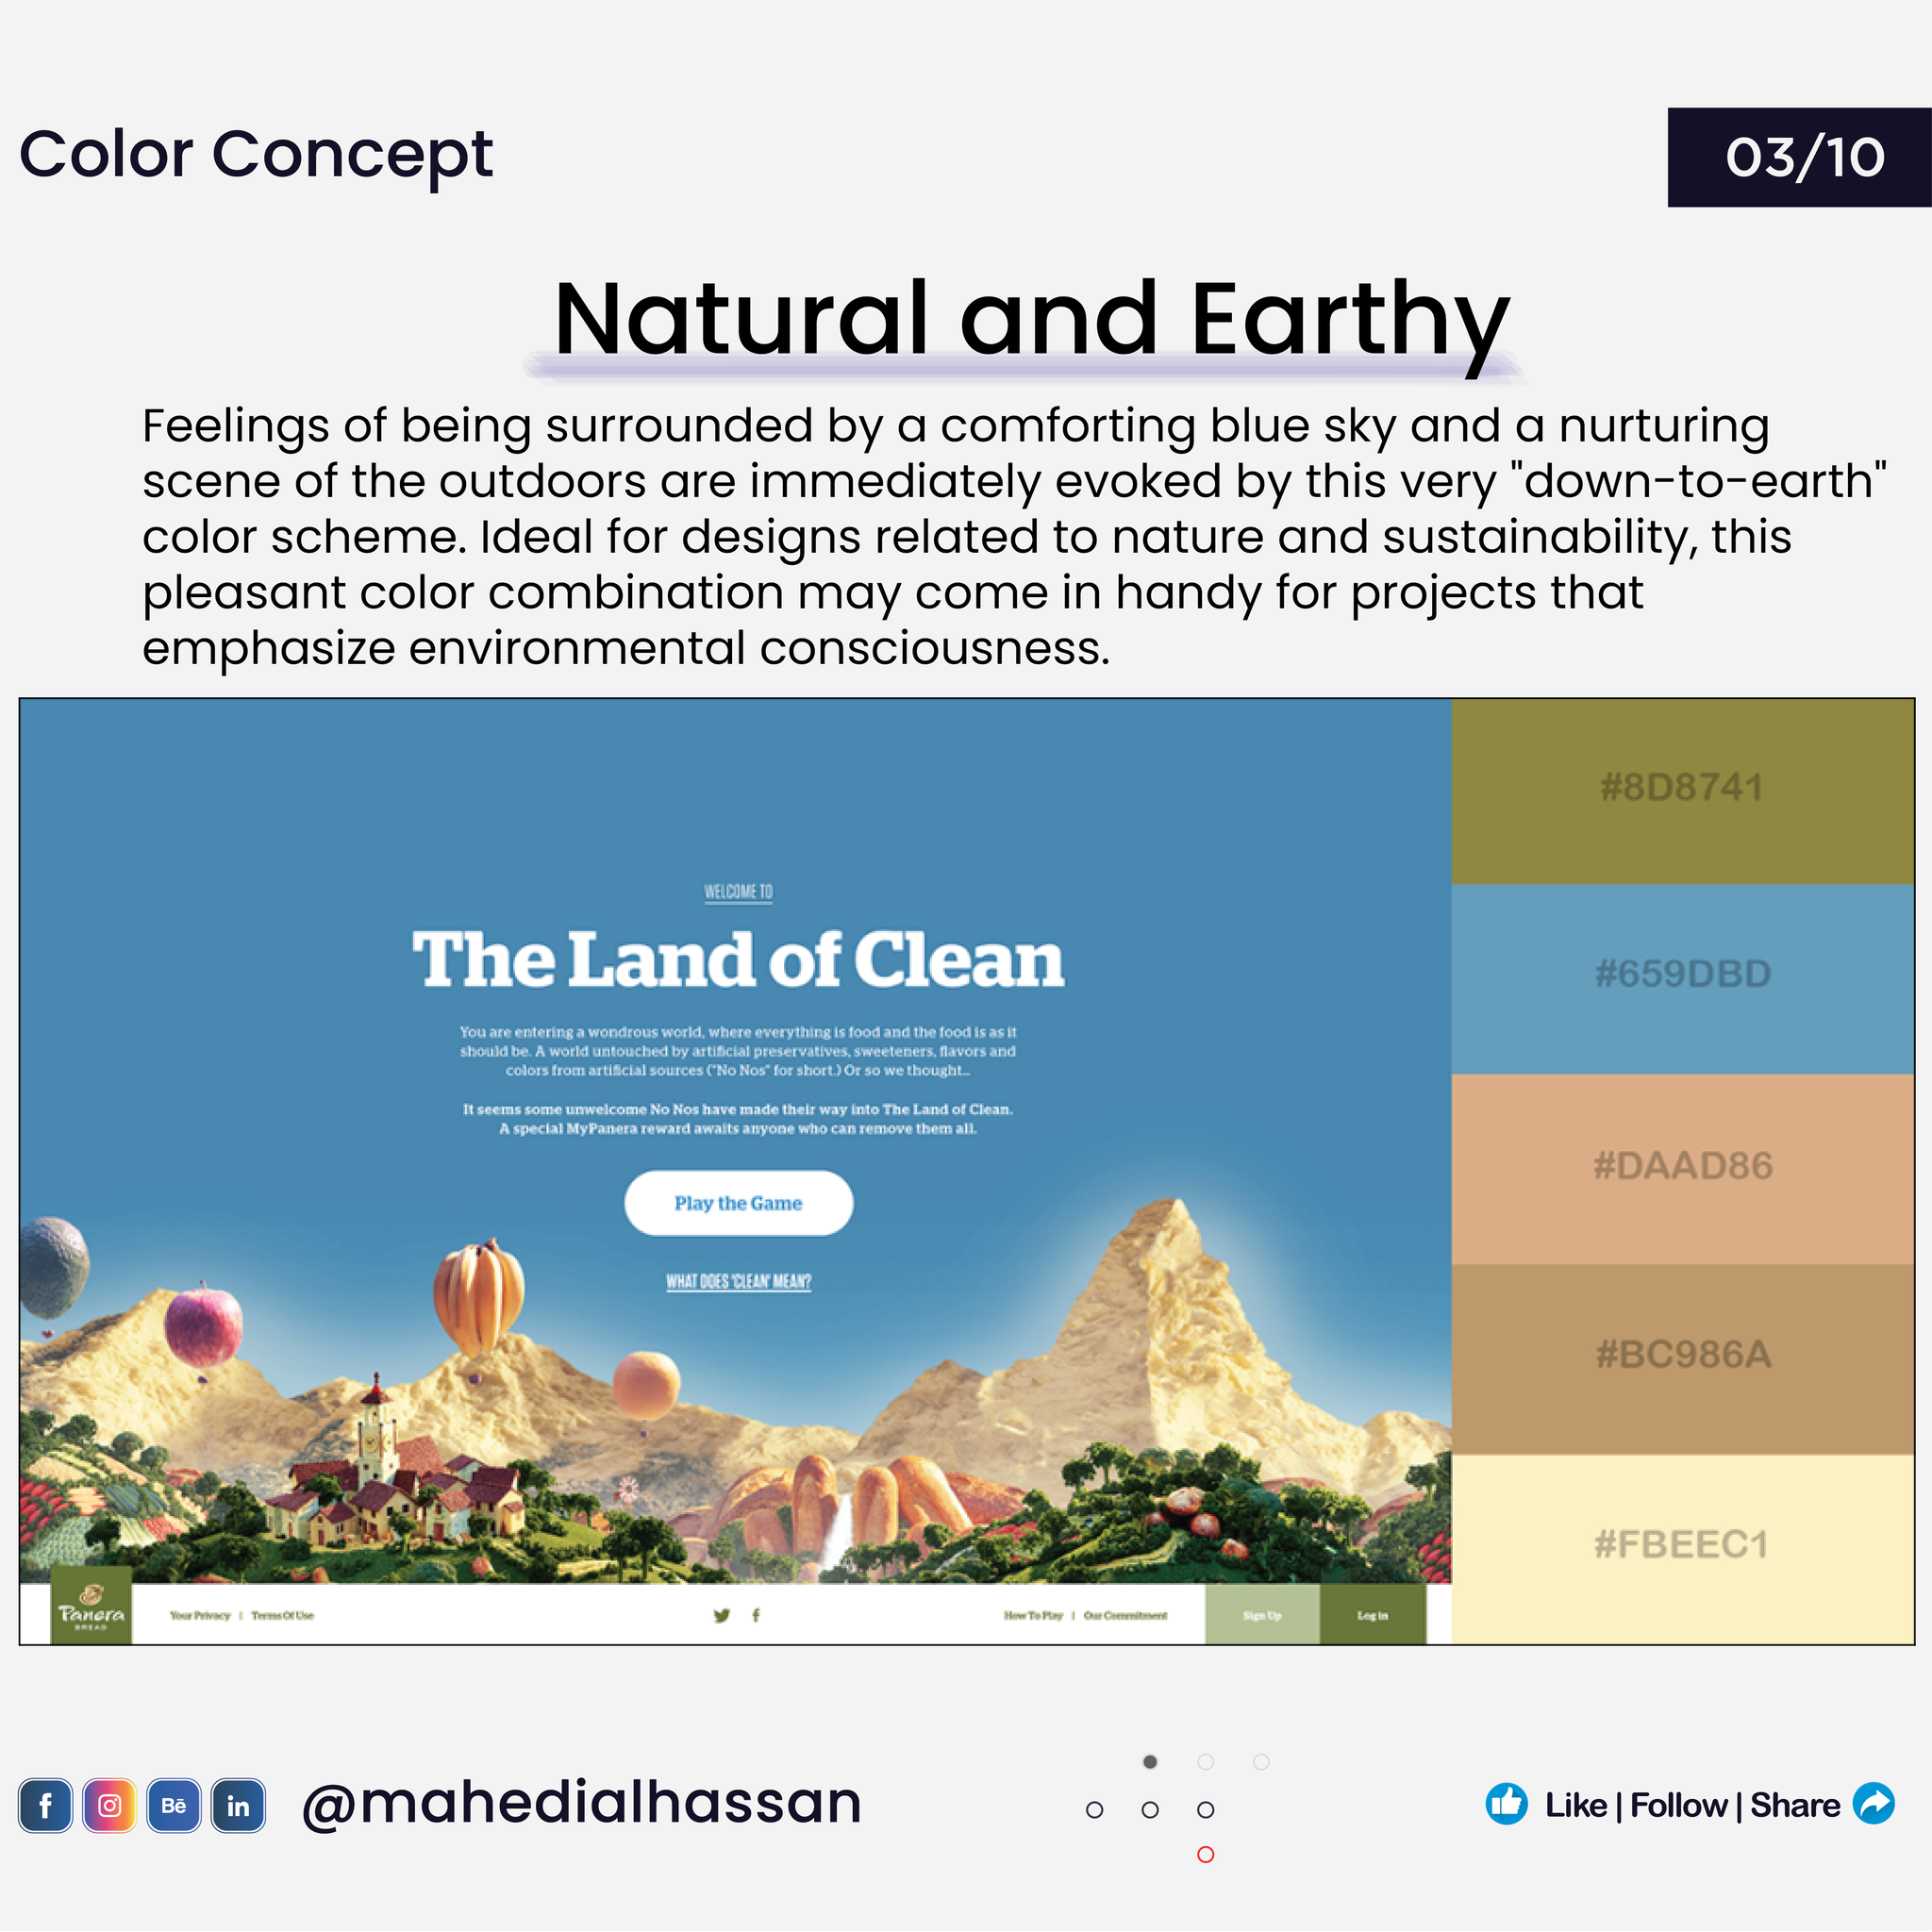 Color Concept
03/10
Natural and Earthy
Feelings of being surrounded by a comforting blue sky and a nurturing
scene of the outdoors are immediately evoked by this very "down-to-earth"
color scheme. Ideal for designs related to nature and sustainability, this
pleasant color combination may come in handy for projects that
emphasize environmental consciousness.
WELCOME TO
The Land of Clean
You are entering a wondrous world, where everything is food and the food is as it
should be. A world untouched by artificial preservatives, sweeteners, flavors and
colors from artificial sources ("No Nos" for short.) Or so we thought...
It seems some unwelcome No Nos have made their way into The Land of Clean.
A special MyPanera reward awaits anyone who can remove them all.
Play the Game
WHAT DOES 'CLEAN' MEAN?
#8D8741
#659DBD
#DAAD86
#BC986A
#FBEEC1
Panera
BREAD
Your Privacy | Terms Of Use
How To Play | Our Commitment
Sign Up
Log in
@mahedialhassan
Like | Follow | Share